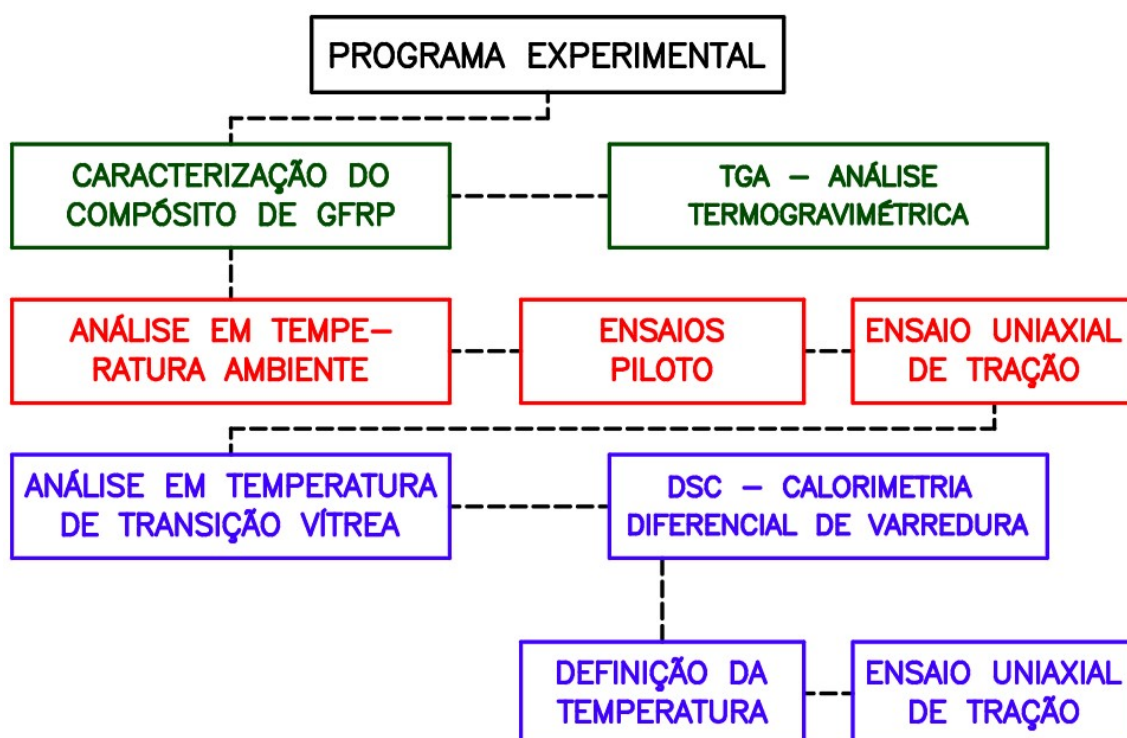 PROGRAMA EXPERIMENTAL
CARACTERIZAÇÃO DO
COMPÓSITO DE GFRP
TGA – ANÁLISE
TERMOGRAVIMÉTRICA
ANÁLISE EM TEMPE-
RATURA AMBIENTE
ENSAIOS
PILOTO
ENSAIO UNIAXIAL
DE TRAÇÃO
ANÁLISE EM TEMPERATURA
DE TRANSIÇÃO VÍTREA
DSC – CALORIMETRIA
DIFERENCIAL DE VARREDURA
DEFINIÇÃO DA
TEMPERATURA
ENSAIO UNIAXIAL
DE TRAÇÃO